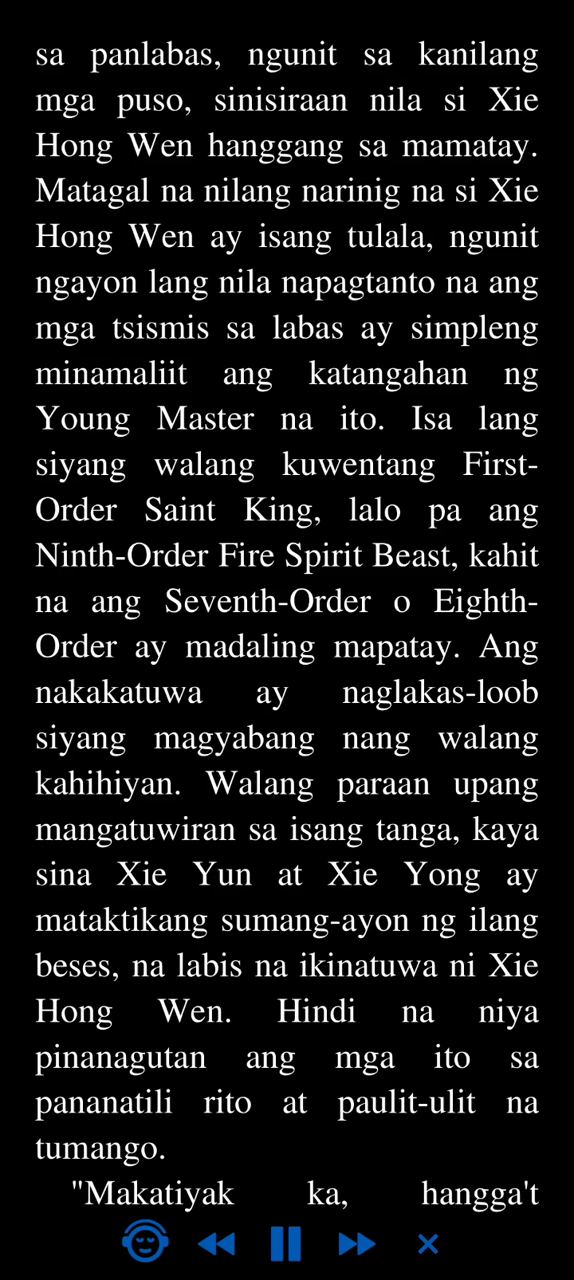 sa panlabas, ngunit sa kanilang
mga puso, sinisiraan nila si Xie
Hong Wen hanggang sa mamatay.
Matagal na nilang narinig na si Xie
Hong Wen ay isang tulala, ngunit
ngayon lang nila napagtanto na ang
mga tsismis sa labas ay simpleng
minamaliit ang katangahan ng
Young Master na ito. Isa lang
siyang walang kuwentang First-
Order Saint King, lalo pa ang
Ninth-Order Fire Spirit Beast, kahit
na ang Seventh-Order o Eighth-
Order ay madaling mapatay. Ang
nakakatuwa ay naglakas-loob
siyang magyabang nang walang
kahihiyan. Walang paraan upang
mangatuwiran sa isang tanga, kaya
sina Xie Yun at Xie Yong ay
mataktikang sumang-ayon ng ilang
beses, na labis na ikinatuwa ni Xie
Hong Wen. Hindi na niya
pinanagutan ang mga ito sa
pananatili rito at paulit-ulit na
tumango.
"Makatiyak ka, hangga't